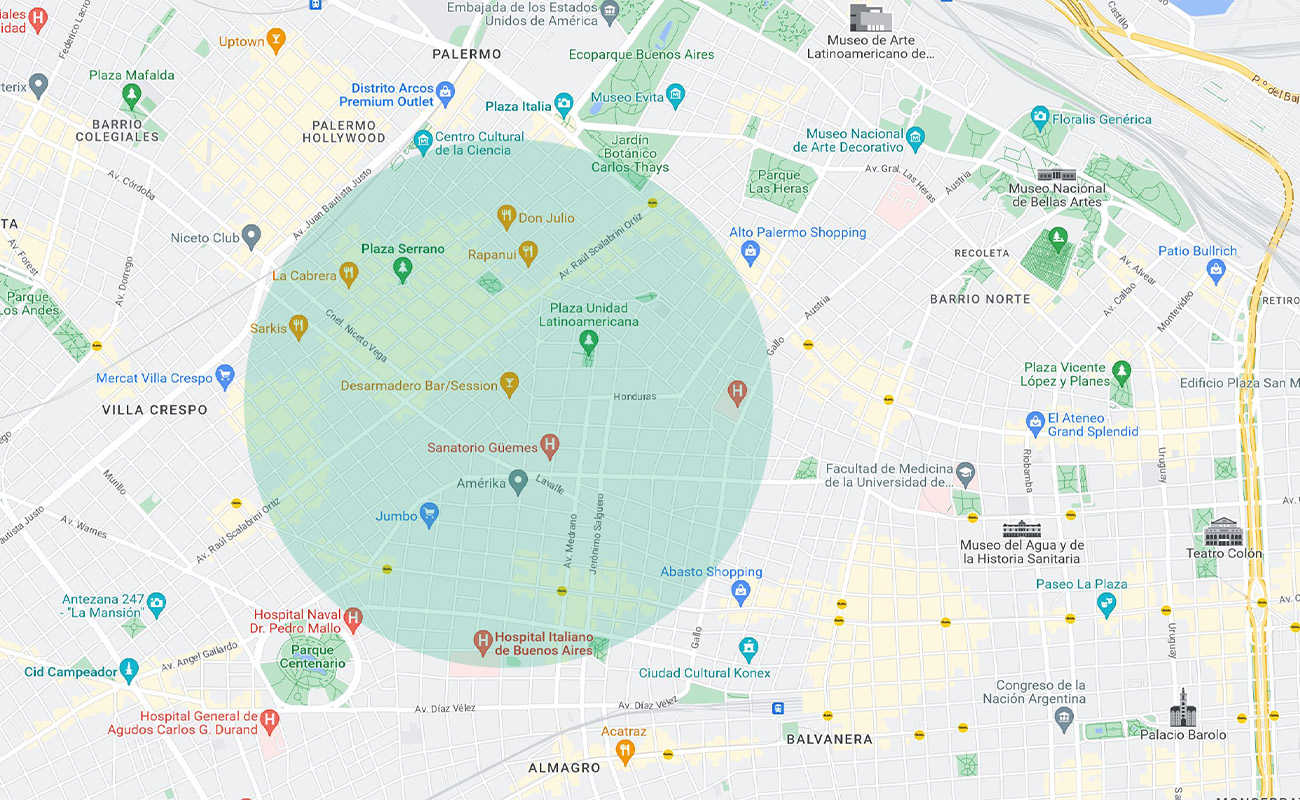 Embajada de los Estados
Unidos de América
Uptown
PALERMO
Ecoparque Buenos Aires
Museo de Arte
Latinoamericano de...
Castillo
Federico Lacro
Plaza Mafalda
Distrito Arcos
Premium Outlet
Plaza Italia
Museo Evita
P.º del Baj
BARRIO
COLEGIALES
PALERMO
HOLLYWOOD
Centro Cultural
de la Ciencia
Jardín
Botánico
Carlos Thays
Museo Nacional
de Arte Decorativo
Floralis Genérica
Parque
Las Heras
Av. Gral. Las Heras
Austria
Museo Nacional
de Bellas Artes
Av. Córdoba
Av. Juan Bautista Justo
Don Julio
Niceto Club
Plaza Serrano
Rapanui
Av. Raúl Scalabrini Ortiz
Alto Palermo Shopping
RECOLETA
Patio Bullrich
TA
Av. Forest
Av. Dorrego
La Cabrera
Av. Alvear
Av. Callao
Montevideo
Parque
Los Andes
BARRIO NORTE
RETIRO
Austria
Plaza Unidad
Latinoamericana
Sarkis
Cnel. Niceto Vega
Gallo
Mercat Villa Crespo
Desarmadero Bar/Session
Honduras
Plaza Vicente
López y Planes
Edificio Plaza San M
VILLA CRESPO
El Ateneo
Grand Splendid
Sanatorio Güemes
Riobamba
Uruguay
Murillo
Amérika
Lavalle
Facultad de Medicina
de la Universidad de...
Jumbo
Av. Medrano
Jerónimo Salguero
autista Justo
Av. Warnes
Av. Raúl Scalabrini Ortiz
Museo del Agua y de
la Historia Sanitaria
Teatro Colón
Abasto Shopping
Paseo La Plaza
Antezana 247
- "La Mansión"
Hospital Naval
Dr. Pedro Mallo
Hospital Italiano
de Buenos Aires
Gallo
Uruguay
Av. Angel Gallardo
Parque
Centenario
Cid Campeador
Ciudad Cultural Konex
Congreso de la
Nación Argentina
Av. Díaz Vélez
Av. Díaz Vélez
Hospital General de
Agudos Carlos G. Durand
Acatraz
BALVANERA
Palacio Barolo
ALMAGRO